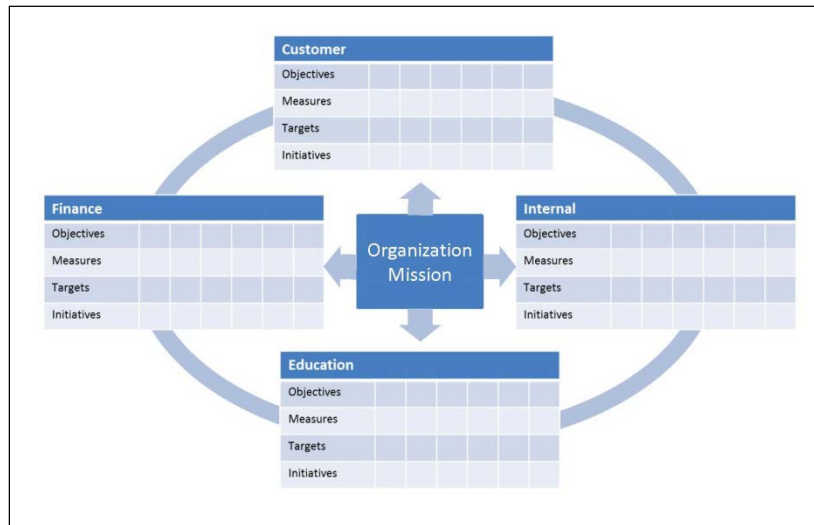 Customer
Objectives
Measures
Targets
Initiatives
Finance
Objectives
Measures
Targets
Initiatives
Organization
Mission
Internal
Objectives
Measures
Targets
Initiatives
Education
Objectives
Measures
Targets
Initiatives